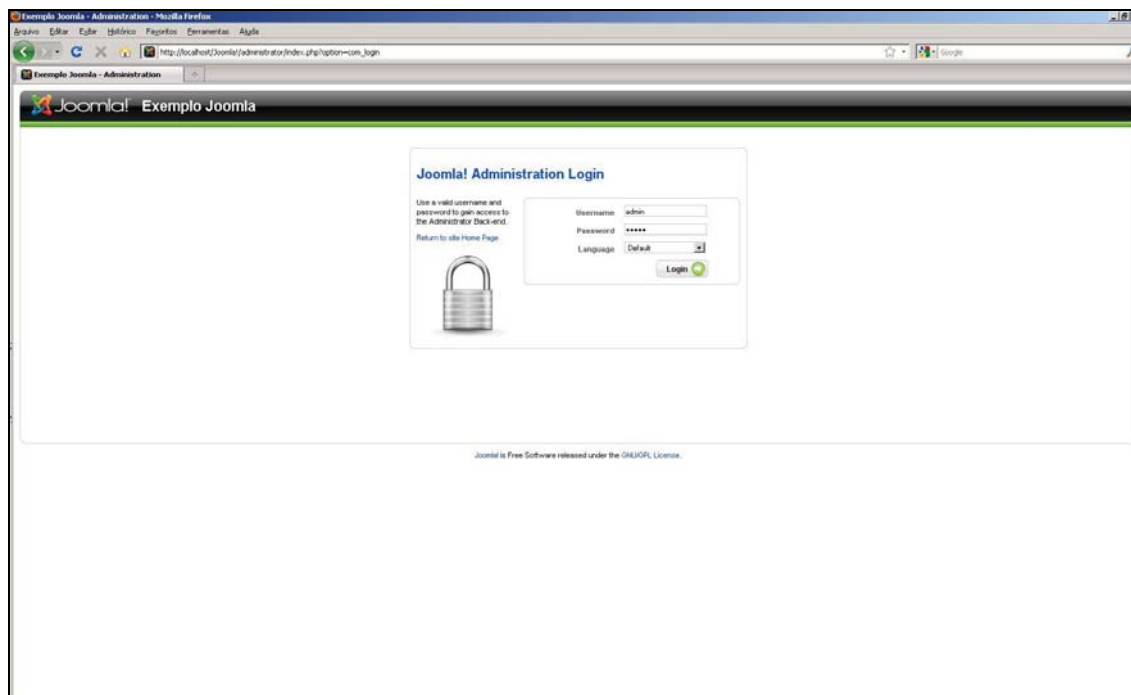 Exemplo Joomla - Administration - Mozilla Firefox
Arquivo Editar Exibir Histórico Favoritos Ferramentas Ajuda
http://localhost/Joomla!/administrator/index.php?option=com_login
Google
Exemplo Joomla - Administration
Joomla! Exemplo Joomla
Joomla! Administration Login
Use a valid username and
password to gain access to
the Administrator Back-end.
Return to site Home Page
Username admin
Password •••••
Language Default
Login
Joomla! is Free Software released under the GNU/GPL License.